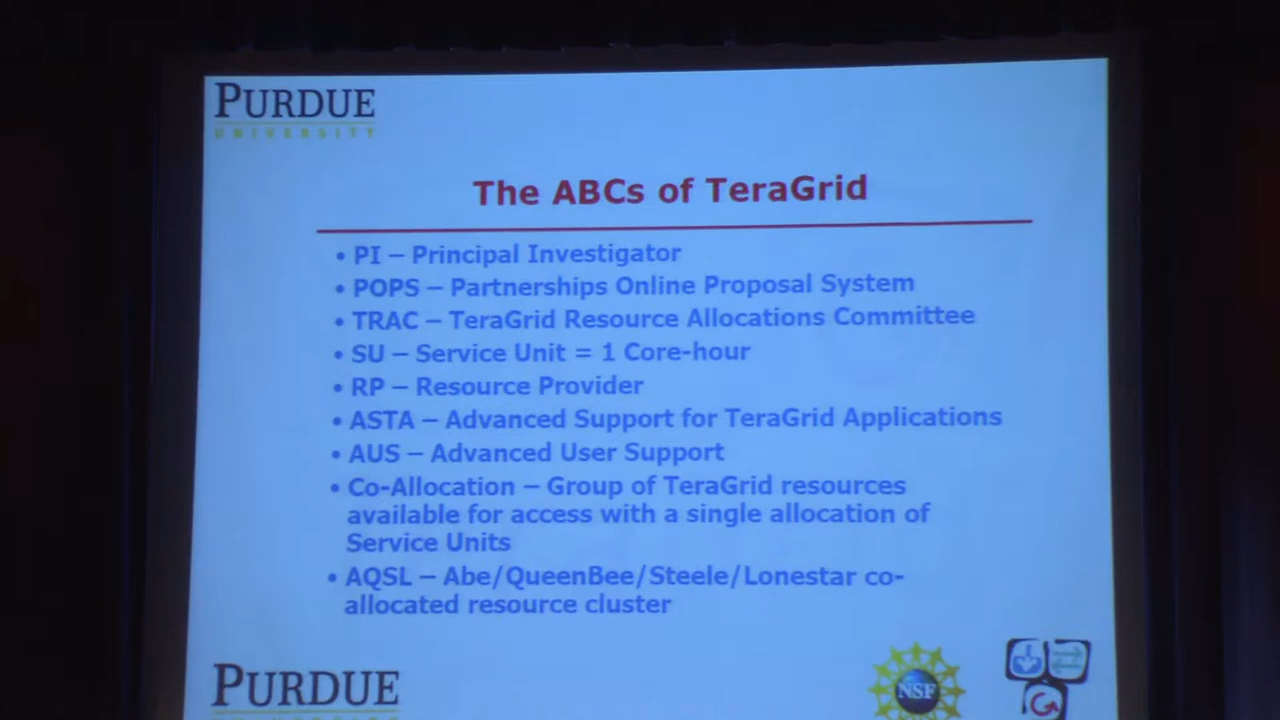 PURDUE
UNIVERSITY
The ABCs of TeraGrid
• PI – Principal Investigator
• POPS – Partnerships Online Proposal System
• TRAC – TeraGrid Resource Allocations Committee
• SU – Service Unit = 1 Core-hour
• RP – Resource Provider
• ASTA – Advanced Support for TeraGrid Applications
• AUS – Advanced User Support
• Co-Allocation – Group of TeraGrid resources
available for access with a single allocation of
Service Units
• AQSL – Abe/QueenBee/Steele/Lonestar co-
allocated resource cluster
PURDUE
NSF